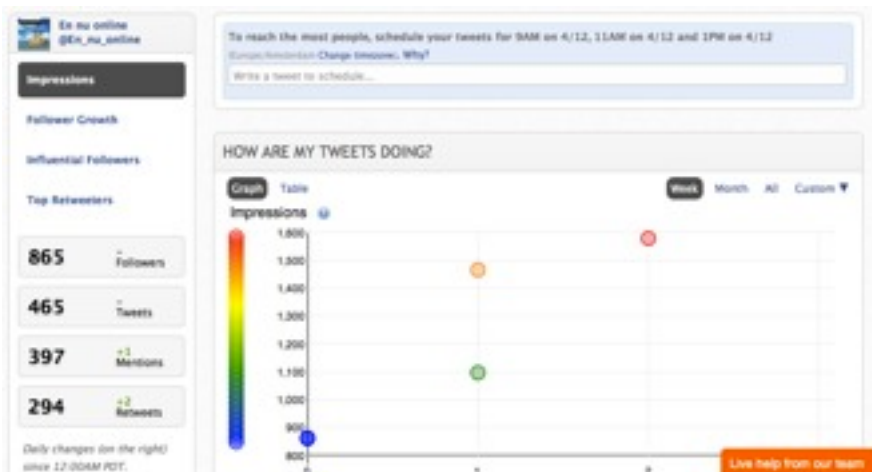 En nu online
@En_nu_online
Impressions
Follower Growth
Influential Followers
Top Retweeters
865 - Followers
465 - Tweets
397 +1 Mentions
294 +2 Retweets
Daily changes (on the right)
since 12:00AM PDT.
To reach the most people, schedule your tweets for 9AM on 4/12, 11AM on 4/12 and 1PM on 4/12
(Europe/Amsterdam Change timezone). Why?
Write a tweet to schedule...
HOW ARE MY TWEETS DOING?
Graph Table Week Month All Custom ▼
Impressions
1,600
1,500
1,400
1,300
1,200
1,100
1,000
900
800
Live help from our team